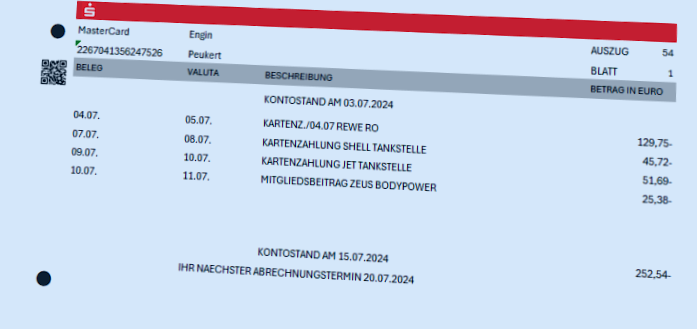 MasterCard Engin AUSZUG 54
2267041356247526 Peukert BLATT 1
BELEG VALUTA BESCHREIBUNG BETRAG IN EURO
KONTOSTAND AM 03.07.2024
04.07. 05.07. KARTENZ./04.07 REWE RO 129,75-
07.07. 08.07. KARTENZAHLUNG SHELL TANKSTELLE 45,72-
09.07. 10.07. KARTENZAHLUNG JET TANKSTELLE 51,69-
10.07. 11.07. MITGLIEDSBEITRAG ZEUS BODYPOWER 25,38-
KONTOSTAND AM 15.07.2024 252,54-
IHR NAECHSTER ABRECHNUNGSTERMIN 20.07.2024